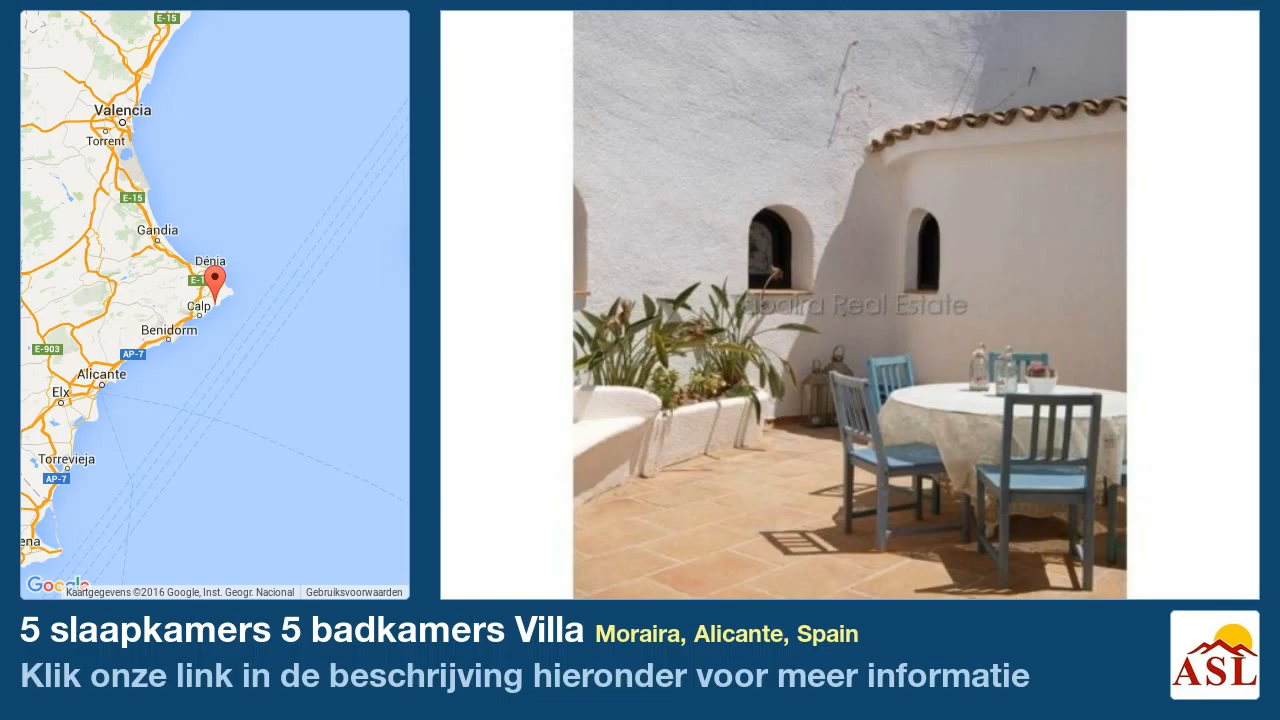 E-15
Valencia
Torrent
E-15
Gandia
Dénia
Calp
Benidorm
E-903
AP-7
Alicante
Elx
Torrevieja
AP-7
ena
Google
Kaartgegevens ©2016 Google, Inst. Geogr. Nacional Gebruiksvoorwaarden
Tabaira Real Estate
5 slaapkamers 5 badkamers Villa Moraira, Alicante, Spain
Klik onze link in de beschrijving hieronder voor meer informatie
ASL